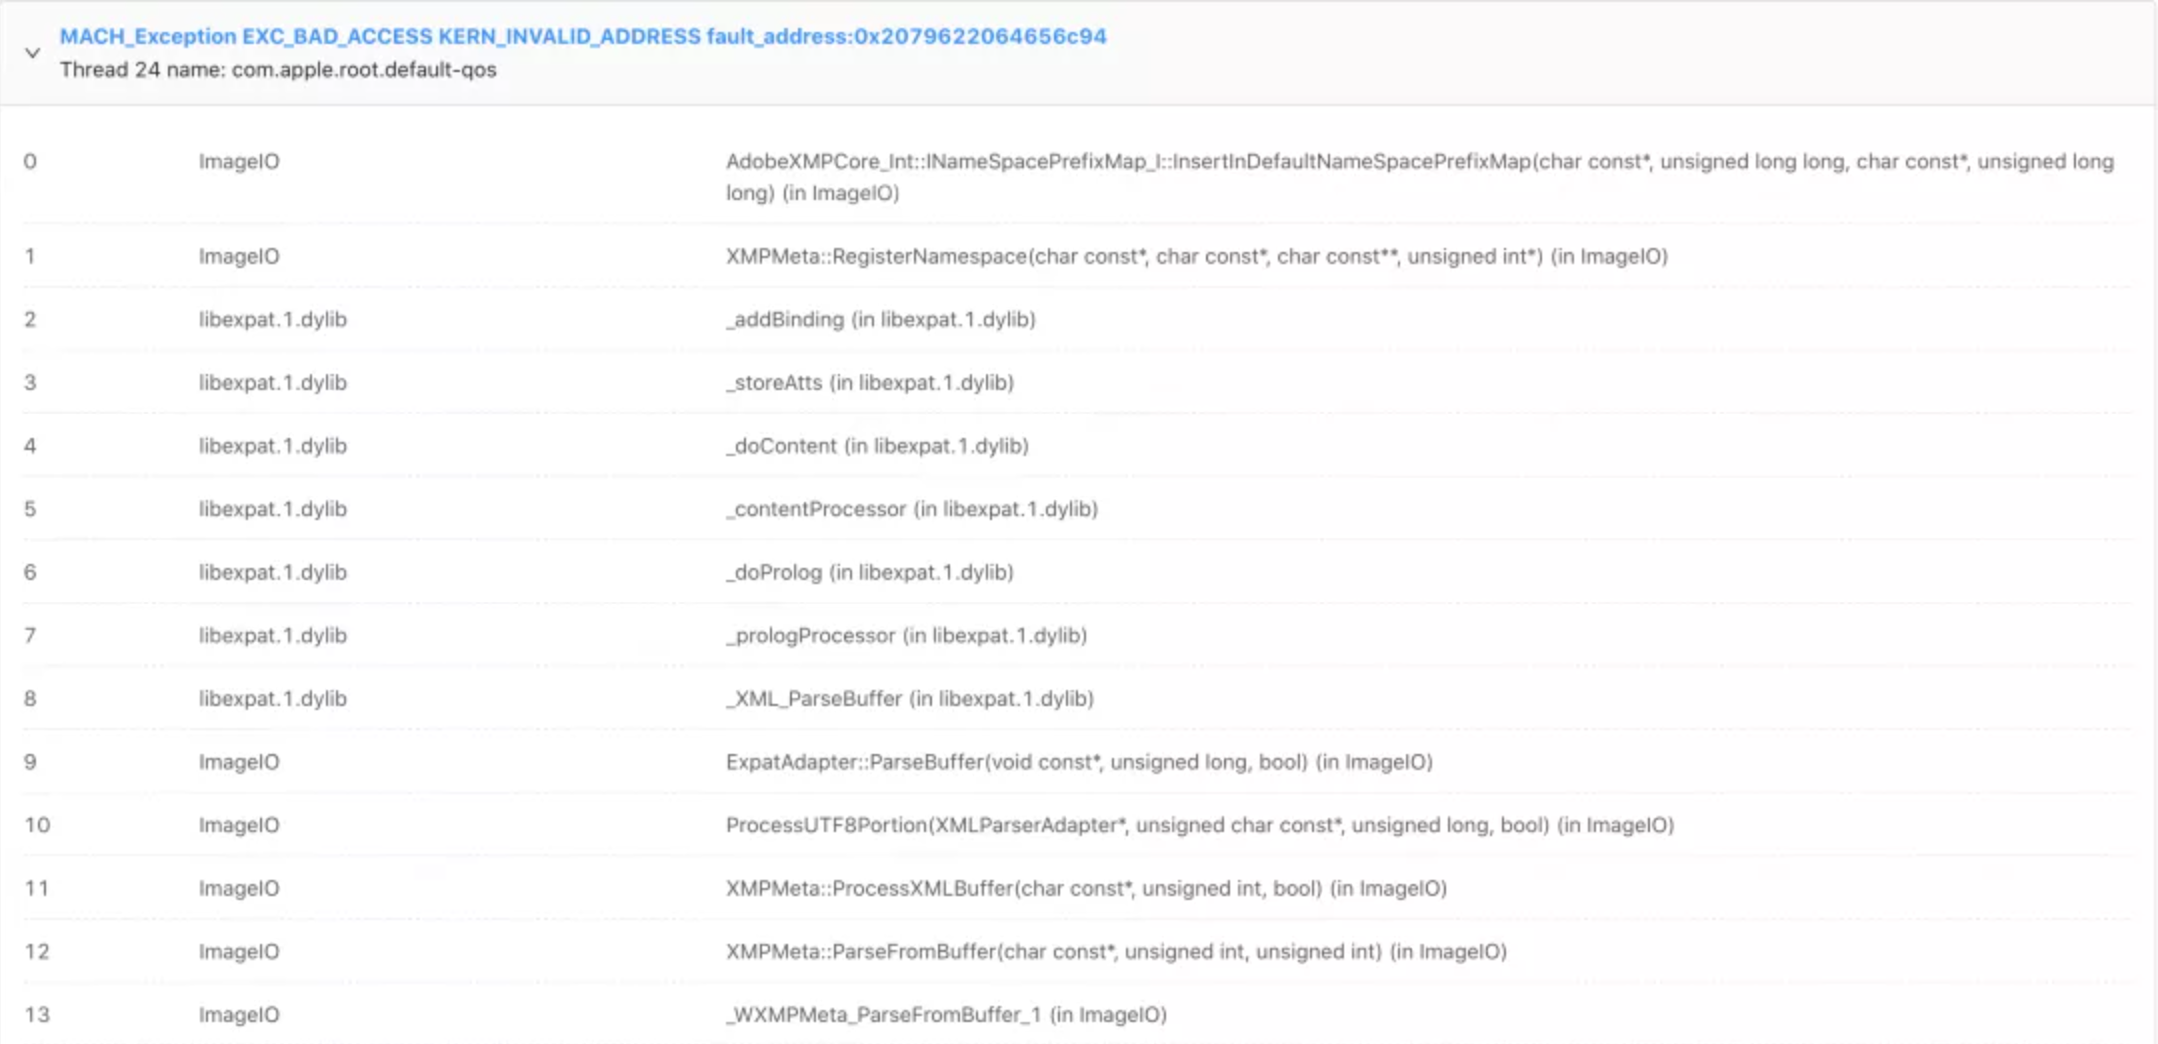 MACH_Exception EXC_BAD_ACCESS KERN_INVALID_ADDRESS fault_address:0x2079622064656c94
Thread 24 name: com.apple.root.default-qos
0 ImageIO AdobeXMPCore_Int::INameSpacePrefixMap_I::InsertInDefaultNameSpacePrefixMap(char const*, unsigned long long, char const*, unsigned long
long) (in ImageIO)
1 ImageIO XMPMeta::RegisterNamespace(char const*, char const*, char const**, unsigned int*) (in ImageIO)
2 libexpat.1.dylib _addBinding (in libexpat.1.dylib)
3 libexpat.1.dylib _storeAtts (in libexpat.1.dylib)
4 libexpat.1.dylib _doContent (in libexpat.1.dylib)
5 libexpat.1.dylib _contentProcessor (in libexpat.1.dylib)
6 libexpat.1.dylib _doProlog (in libexpat.1.dylib)
7 libexpat.1.dylib _prologProcessor (in libexpat.1.dylib)
8 libexpat.1.dylib _XML_ParseBuffer (in libexpat.1.dylib)
9 ImageIO ExpatAdapter::ParseBuffer(void const*, unsigned long, bool) (in ImageIO)
10 ImageIO ProcessUTF8Portion(XMLParserAdapter*, unsigned char const*, unsigned long, bool) (in ImageIO)
11 ImageIO XMPMeta::ProcessXMLBuffer(char const*, unsigned int, bool) (in ImageIO)
12 ImageIO XMPMeta::ParseFromBuffer(char const*, unsigned int, unsigned int) (in ImageIO)
13 ImageIO _WXMPMeta_ParseFromBuffer_1 (in ImageIO)